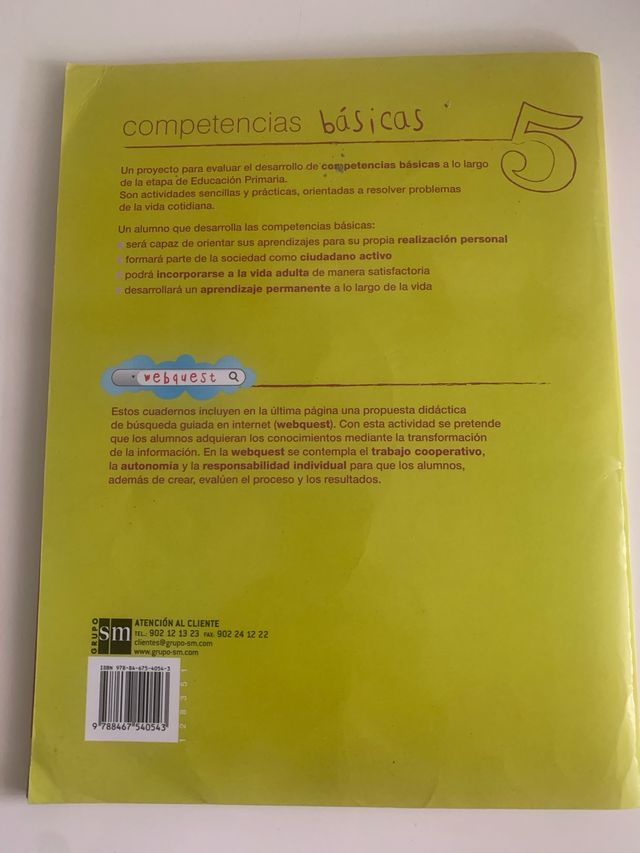 competencias básicas 5
Un proyecto para evaluar el desarrollo de competencias básicas a lo largo
de la etapa de Educación Primaria.
Son actividades sencillas y prácticas, orientadas a resolver problemas
de la vida cotidiana.
Un alumno que desarrolla las competencias básicas:
será capaz de orientar sus aprendizajes para su propia realización personal
formará parte de la sociedad como ciudadano activo
podrá incorporarse a la vida adulta de manera satisfactoria
desarrollará un aprendizaje permanente a lo largo de la vida
webquest
Estos cuadernos incluyen en la última página una propuesta didáctica
de búsqueda guiada en internet (webquest). Con esta actividad se pretende
que los alumnos adquieran los conocimientos mediante la transformación
de la información. En la webquest se contempla el trabajo cooperativo,
la autonomía y la responsabilidad individual para que los alumnos,
además de crear, evalúen el proceso y los resultados.
GRUPO sm
ATENCIÓN AL CLIENTE
TEL.: 902 12 13 23 FAX: 902 24 12 22
clientes@grupo-sm.com
www.grupo-sm.com
ISBN 978-84-675-4054-3
9 788467 540543
128351